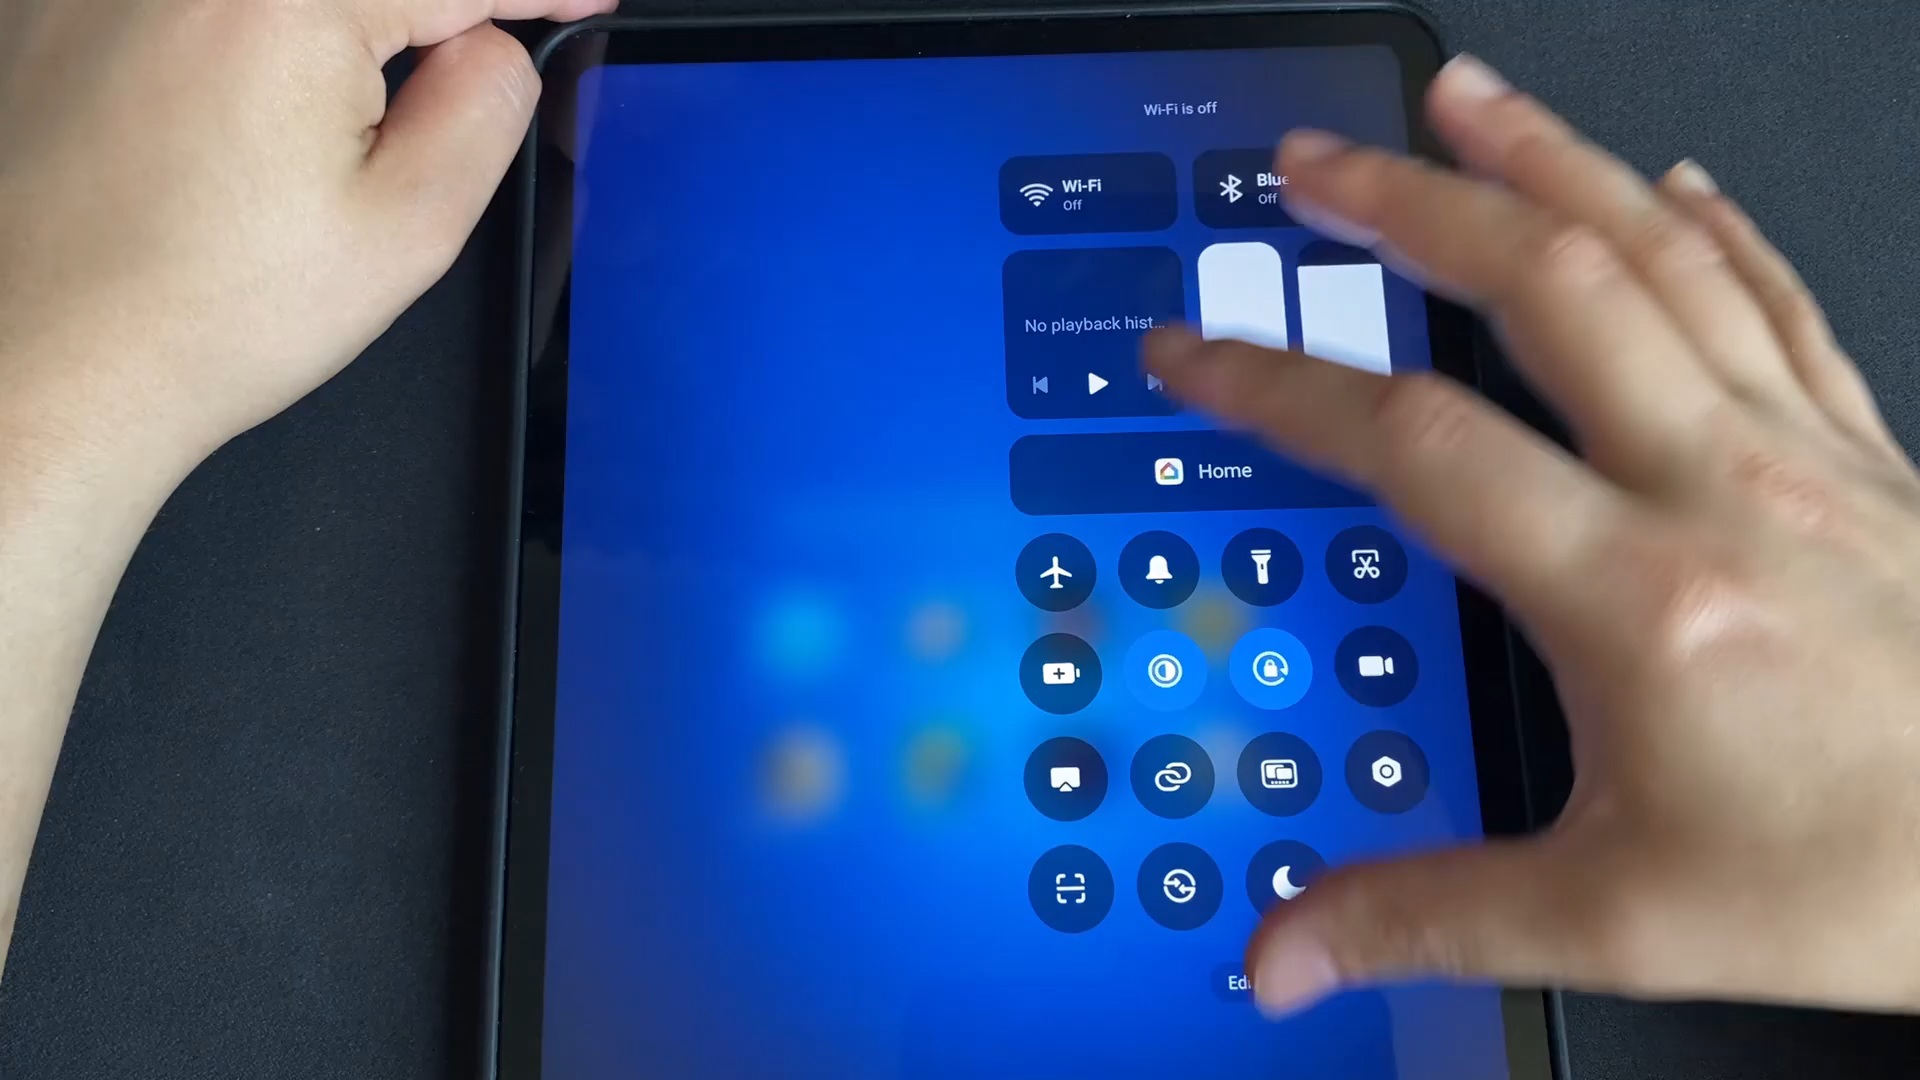 Wi-Fi is off
Wi-Fi
Off
Blue
Off
No playback hist...
Home
Edi